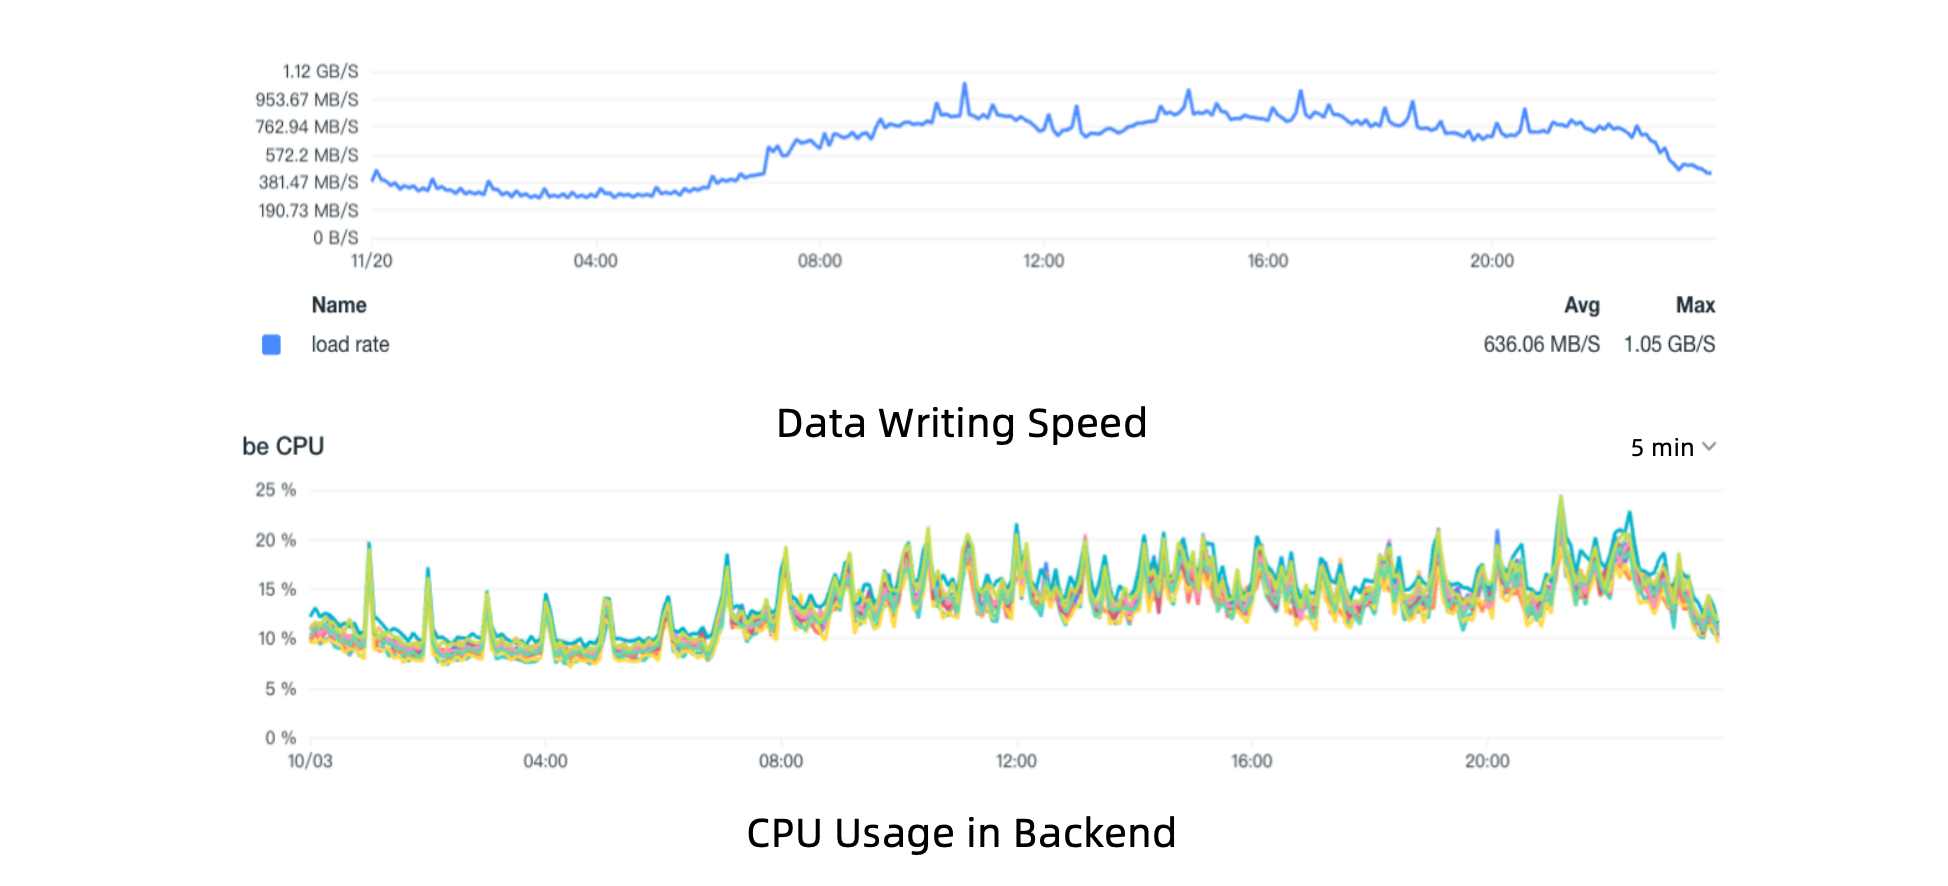 1.12 GB/S
953.67 MB/S
762.94 MB/S
572.2 MB/S
381.47 MB/S
190.73 MB/S
0 B/S
11/20 04:00 08:00 12:00 16:00 20:00
Name Avg Max
load rate 636.06 MB/S 1.05 GB/S
Data Writing Speed
be CPU 5 min
25 %
20 %
15 %
10 %
5 %
0 %
10/03 04:00 08:00 12:00 16:00 20:00
CPU Usage in Backend